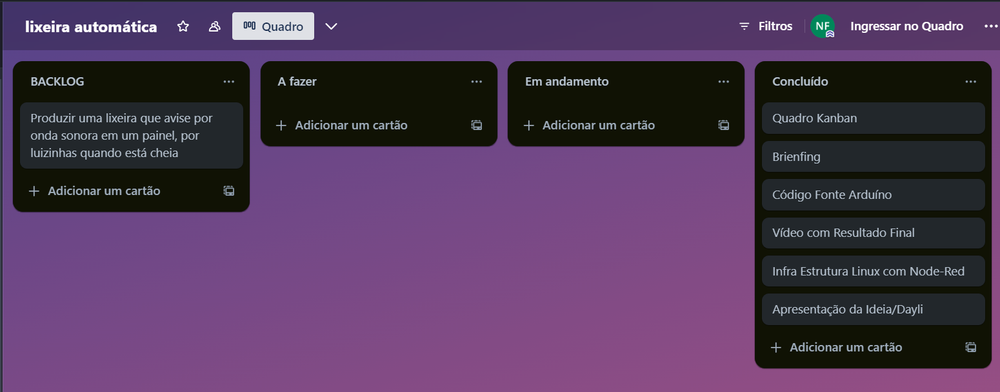 lixeira automática
Quadro
Filtros
NF
Ingressar no Quadro
BACKLOG
Produzir uma lixeira que avise por
onda sonora em um painel, por
luizinhas quando está cheia
Adicionar um cartão
A fazer
Adicionar um cartão
Em andamento
Adicionar um cartão
Concluído
Quadro Kanban
Brienfing
Código Fonte Arduíno
Vídeo com Resultado Final
Infra Estrutura Linux com Node-Red
Apresentação da Ideia/Dayli
Adicionar um cartão